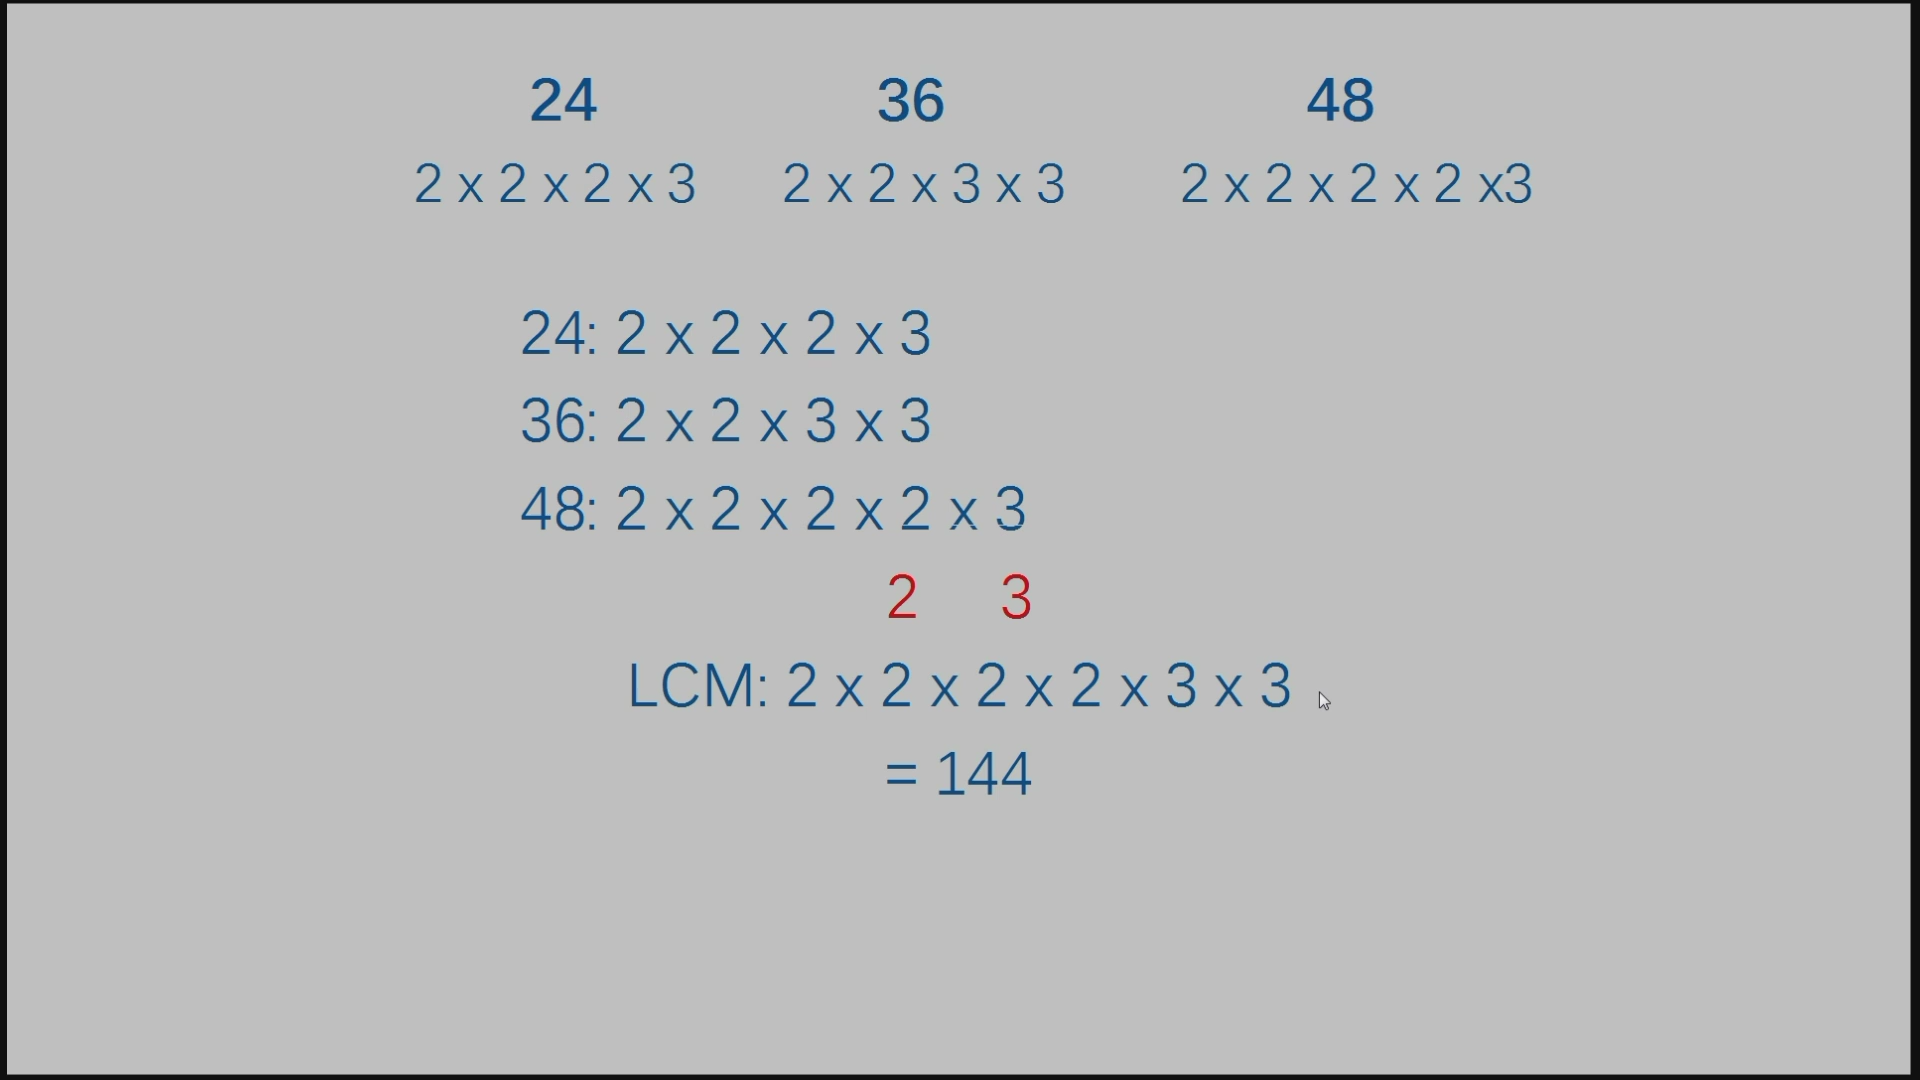 24 36 48
2 x 2 x 2 x 3 2 x 2 x 3 x 3 2 x 2 x 2 x 2 x3
24: 2 x 2 x 2 x 3
36: 2 x 2 x 3 x 3
48: 2 x 2 x 2 x 2 x 3
2 3
LCM: 2 x 2 x 2 x 2 x 3 x 3
= 144